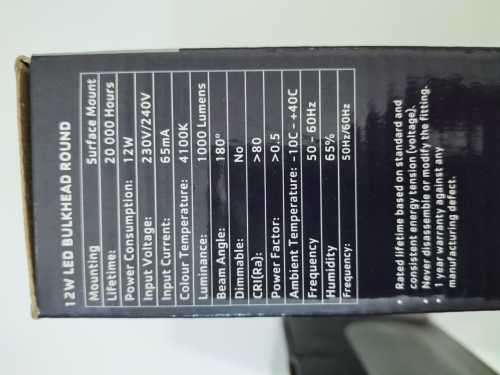 12W LED BULKHEAD ROUND
Mounting Surface Mount
Lifetime: 20 000 Hours
Power Consumption: 12W
Input Voltage: 230V/240V
Input Current: 65mA
Colour Temperature: 4100K
Luminance: 1000 Lumens
Beam Angle: 180°
Dimmable: No
CRI(Ra): >80
Power Factor: >0.5
Ambient Temperature: -10C - +40C
Frequency 50 - 60Hz
Humidity 65%
Frequency: 50Hz/60Hz
• Rated lifetime based on standard and
consistent energy tension (voltage).
• Never disassemble or modify the fitting.
• 1 year warranty against any
manufacturing defect.